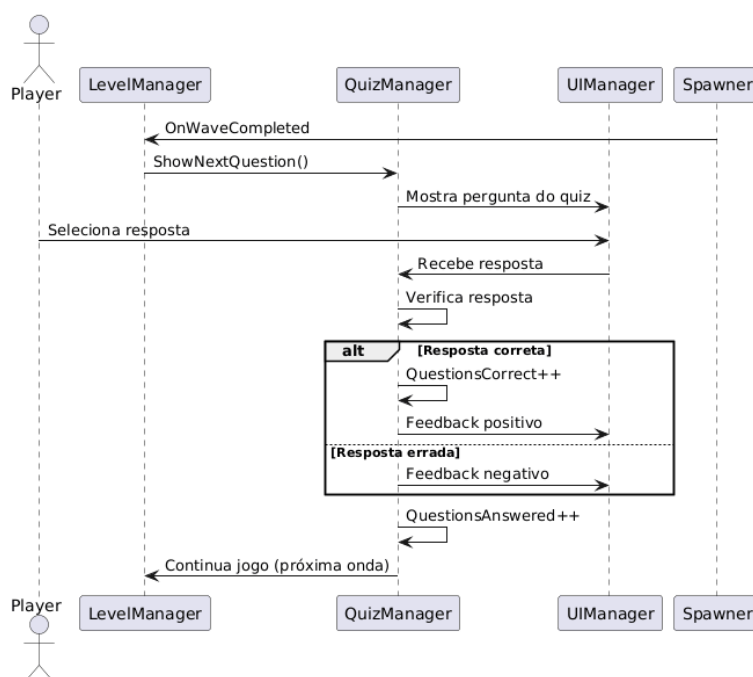 Player
LevelManager
QuizManager
UIManager
Spawner
OnWaveCompleted
ShowNextQuestion()
Mostra pergunta do quiz
Seleciona resposta
Recebe resposta
Verifica resposta
alt
[Resposta correta]
QuestionsCorrect++
Feedback positivo
[Resposta errada]
Feedback negativo
QuestionsAnswered++
Continua jogo (próxima onda)
Player
LevelManager
QuizManager
UIManager
Spawner